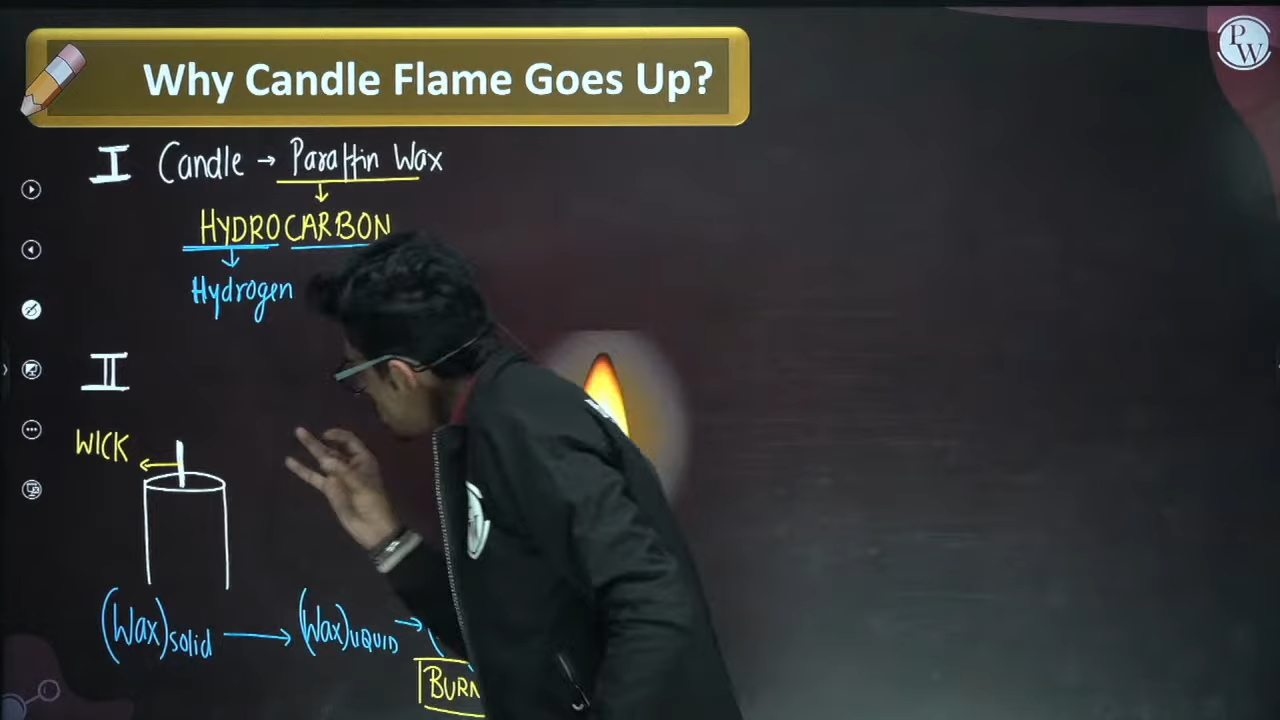 PW
Why Candle Flame Goes Up?
I Candle → Paraffin Wax
HYDROCARBON
Hydrogen
II
WICK
(Wax)SOLID → (Wax)LIQUID → (
BURN